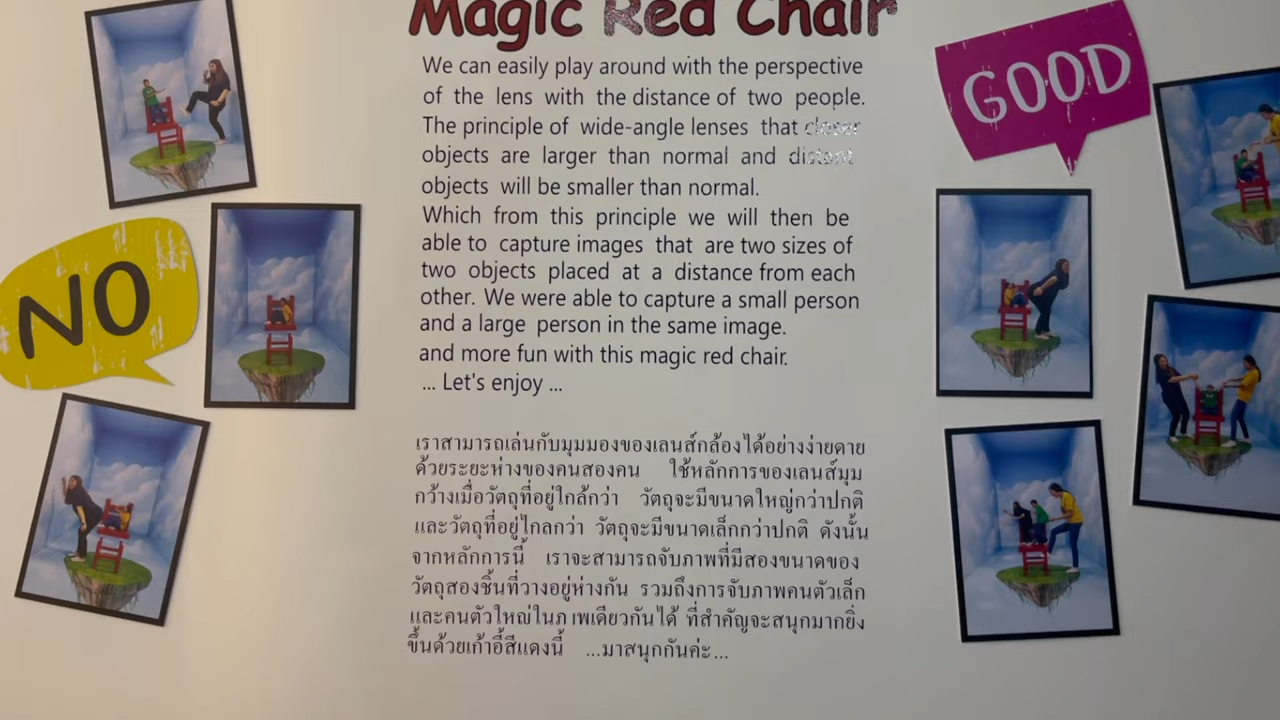 Magic Red Chair
We can easily play around with the perspective
of the lens with the distance of two people.
The principle of wide-angle lenses that closer
objects are larger than normal and distant
objects will be smaller than normal.
Which from this principle we will then be
able to capture images that are two sizes of
two objects placed at a distance from each
other. We were able to capture a small person
and a large person in the same image.
and more fun with this magic red chair.
... Let's enjoy ...
เราสามารถเล่นกับมุมมองของเลนส์กล้องได้อย่างง่ายดาย
ด้วยระยะห่างของคนสองคน ใช้หลักการของเลนส์มุม
กว้างเมื่อวัตถุที่อยู่ใกล้กว่า วัตถุจะมีขนาดใหญ่กว่าปกติ
และวัตถุที่อยู่ไกลกว่า วัตถุจะมีขนาดเล็กกว่าปกติ ดังนั้น
จากหลักการนี้ เราจะสามารถจับภาพที่มีสองขนาดของ
วัตถุสองชิ้นที่วางอยู่ห่างกัน รวมถึงการจับภาพคนตัวเล็ก
และคนตัวใหญ่ในภ เพเดียวกันได้ ที่สำคัญจะสนุกมากยิ่ง
ขึ้นด้วยเก้าอี้สีแดงนี้ ...มาสนุกกันค่ะ...
NO
GOOD